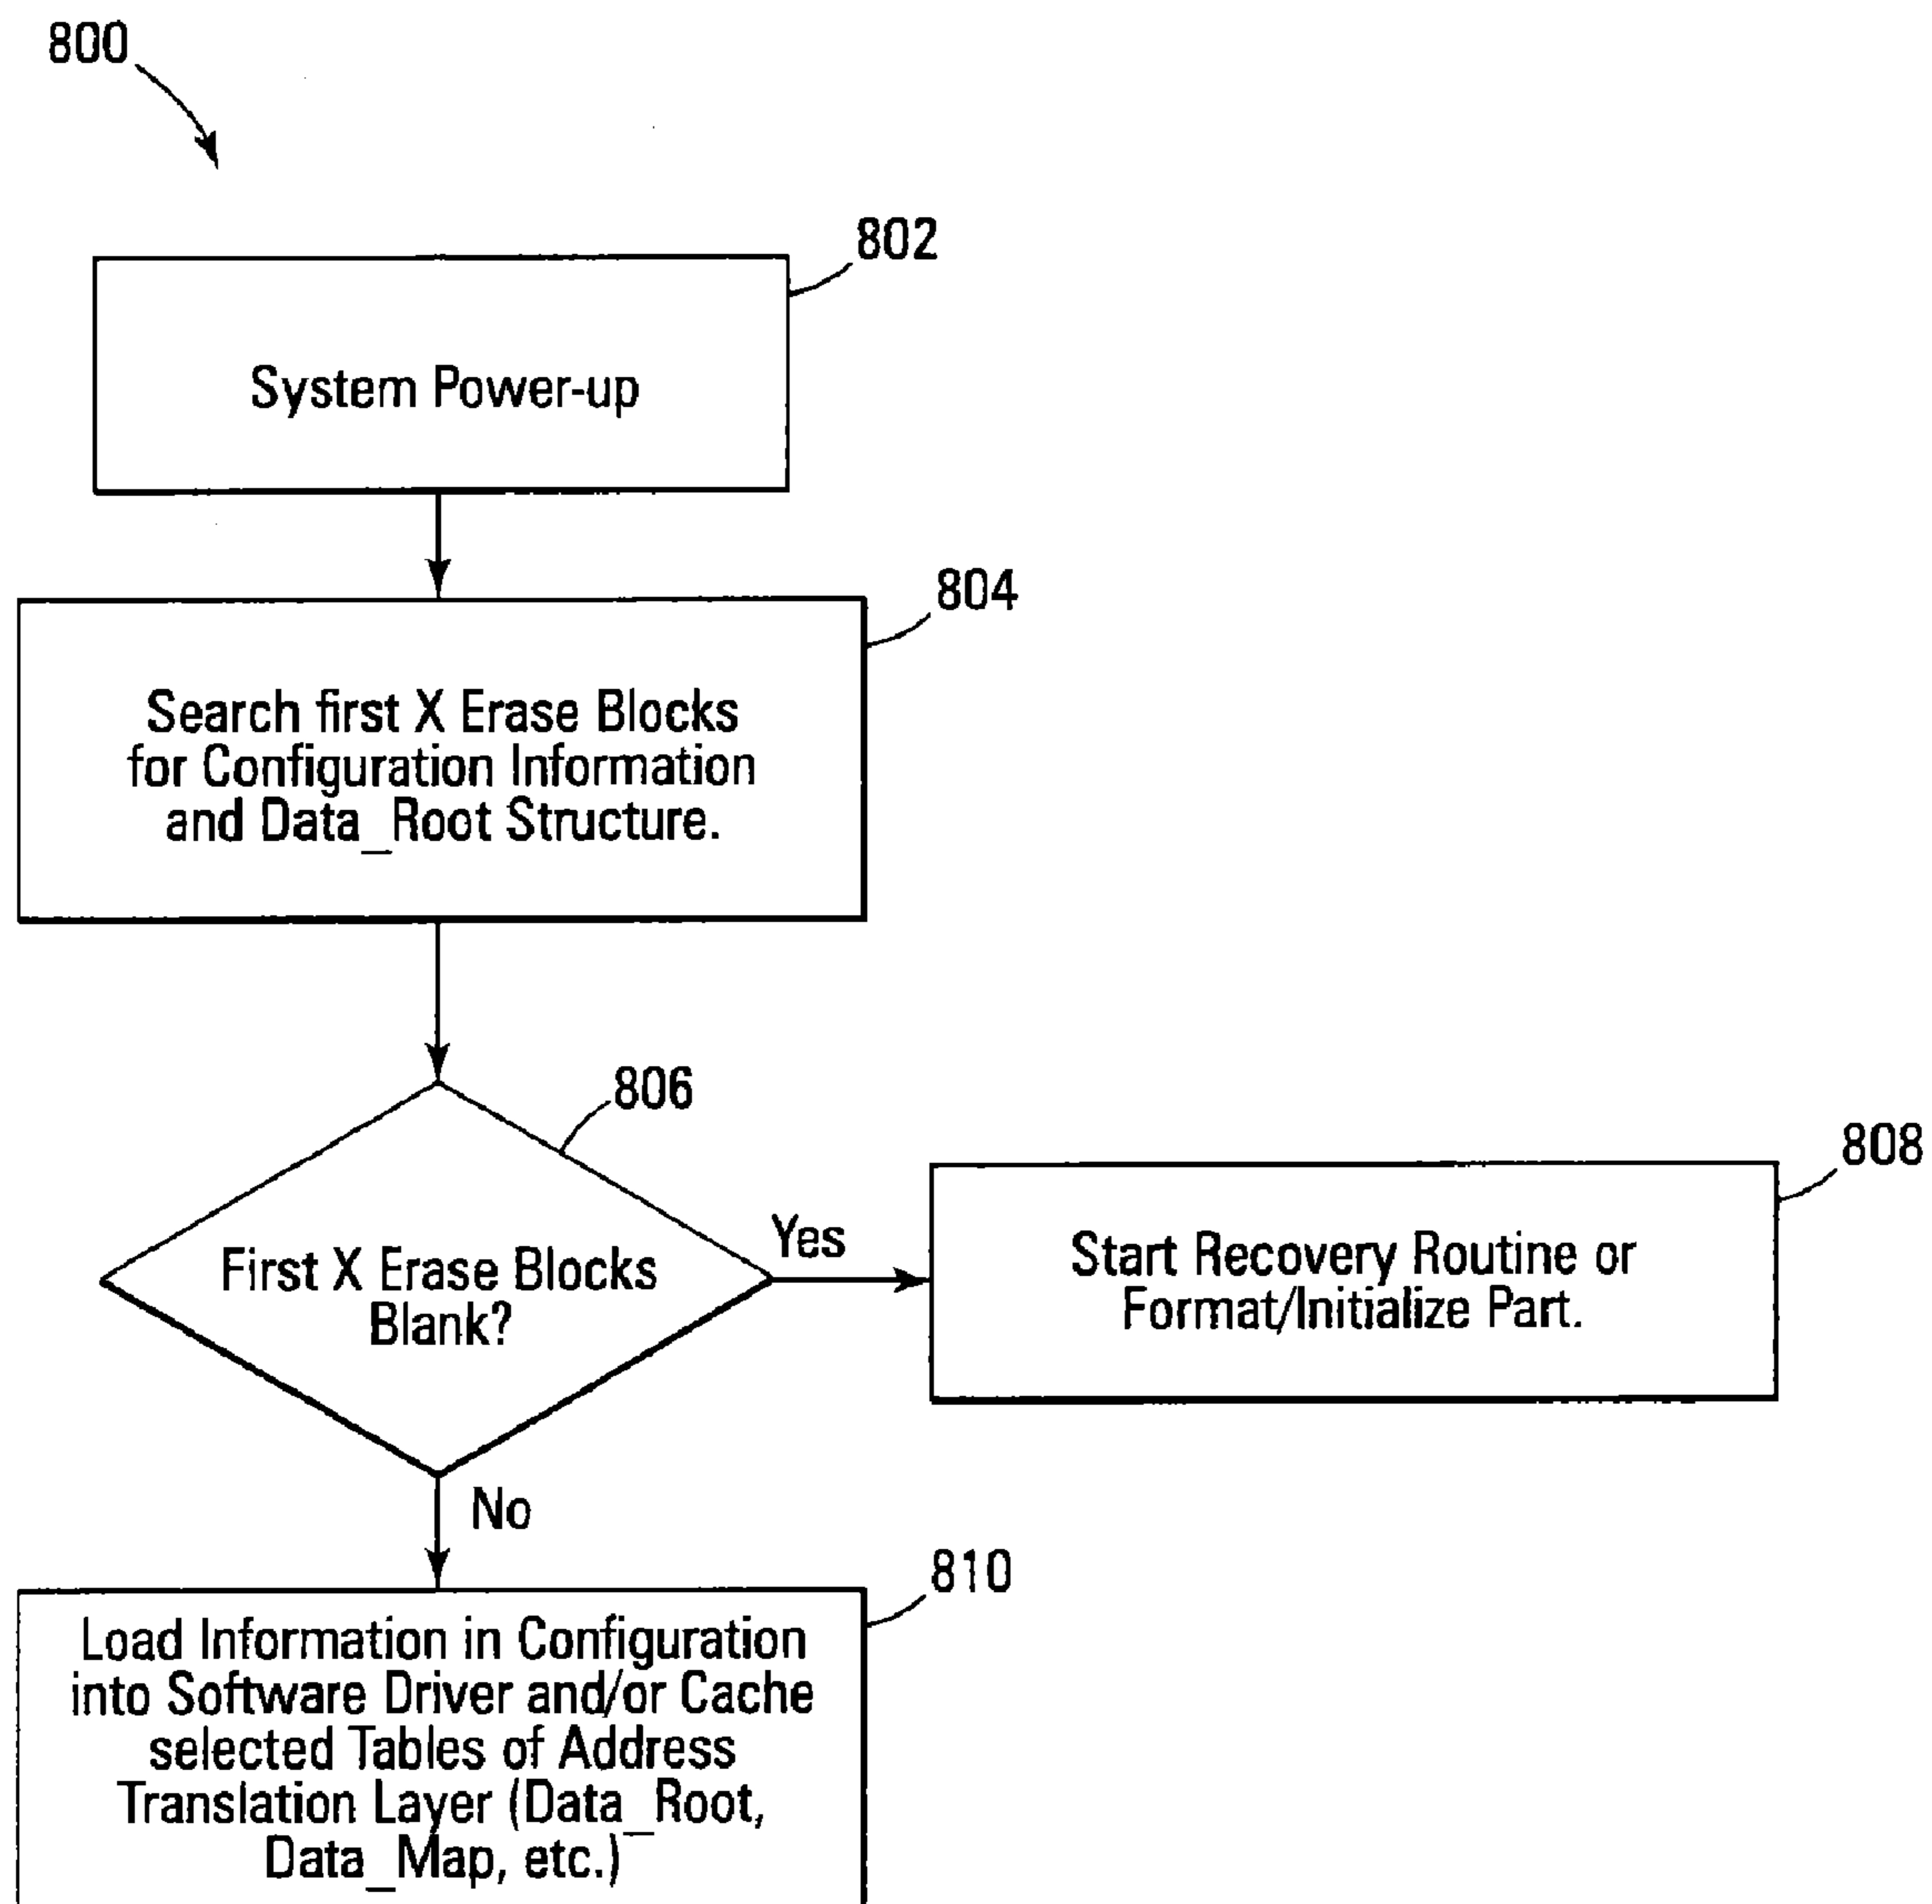 800
802
System Power-up
804
Search first X Erase Blocks
for Configuration Information
and Data_Root Structure.
806
First X Erase Blocks
Blank?
Yes
808
Start Recovery Routine or
Format/Initialize Part.
No
810
Load Information in Configuration
into Software Driver and/or Cache
selected Tables of Address
Translation Layer (Data_Root,
Data_Map, etc.)